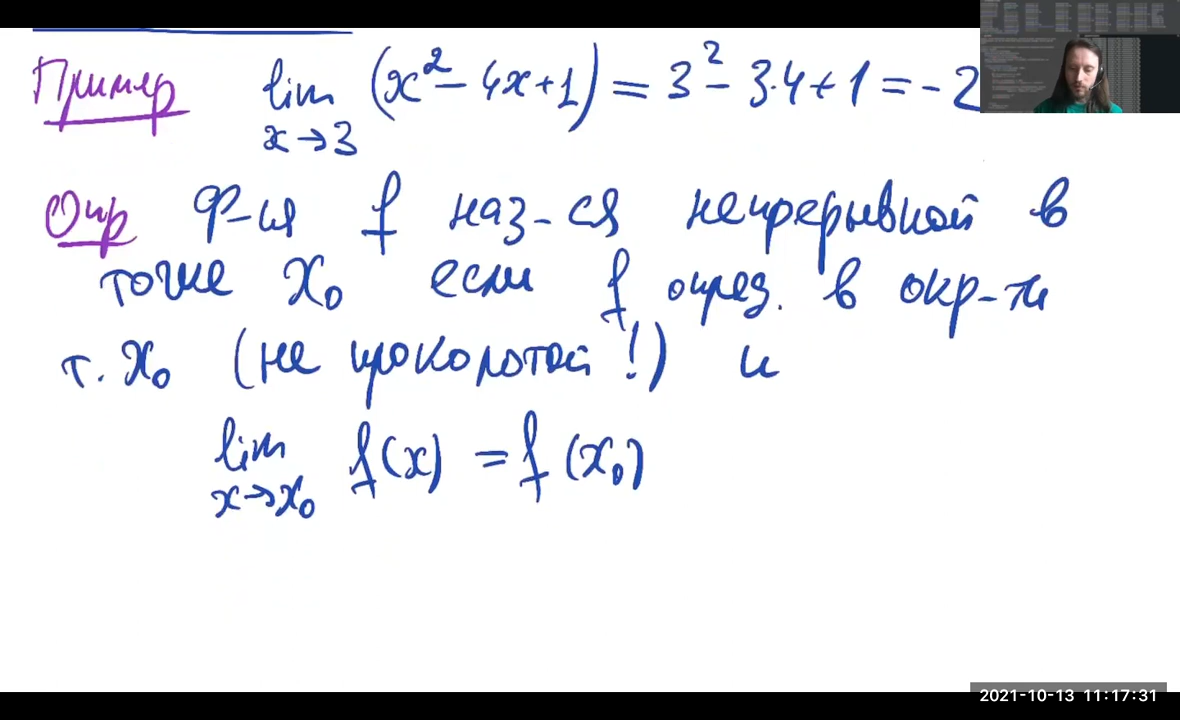 Пример lim (x² - 4x+1) = 3² - 3·4 + 1 = -2
x→3
Опр Ф-ия f наз-ся непрерывной в
точке x₀ если f опред. в окр-ти
т. x₀ (не проколотой!) и
lim f(x) = f(x₀)
x→x₀
2021-10-13 11:17:31